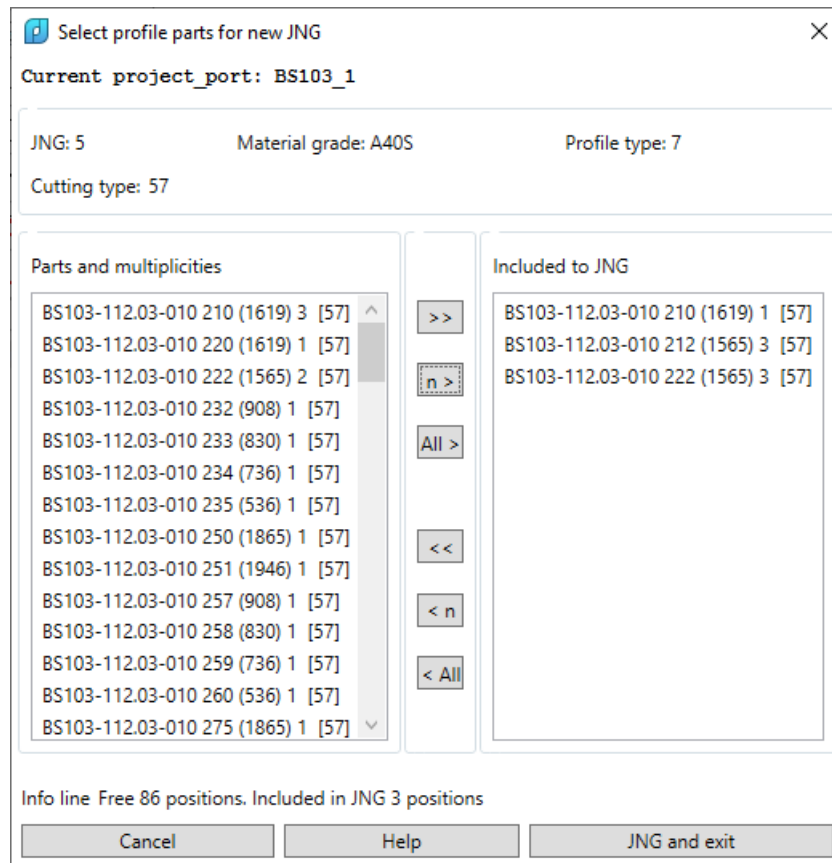 Select profile parts for new JNG
Current project_port: BS103_1
JNG: 5 Material grade: A40S Profile type: 7
Cutting type: 57
Parts and multiplicities
BS103-112.03-010 210 (1619) 3 [57]
BS103-112.03-010 220 (1619) 1 [57]
BS103-112.03-010 222 (1565) 2 [57]
BS103-112.03-010 232 (908) 1 [57]
BS103-112.03-010 233 (830) 1 [57]
BS103-112.03-010 234 (736) 1 [57]
BS103-112.03-010 235 (536) 1 [57]
BS103-112.03-010 250 (1865) 1 [57]
BS103-112.03-010 251 (1946) 1 [57]
BS103-112.03-010 257 (908) 1 [57]
BS103-112.03-010 258 (830) 1 [57]
BS103-112.03-010 259 (736) 1 [57]
BS103-112.03-010 260 (536) 1 [57]
BS103-112.03-010 275 (1865) 1 [57]
>>
n >
All >
<<
< n
< All
Included to JNG
BS103-112.03-010 210 (1619) 1 [57]
BS103-112.03-010 212 (1565) 3 [57]
BS103-112.03-010 222 (1565) 3 [57]
Info line Free 86 positions. Included in JNG 3 positions
Cancel Help JNG and exit